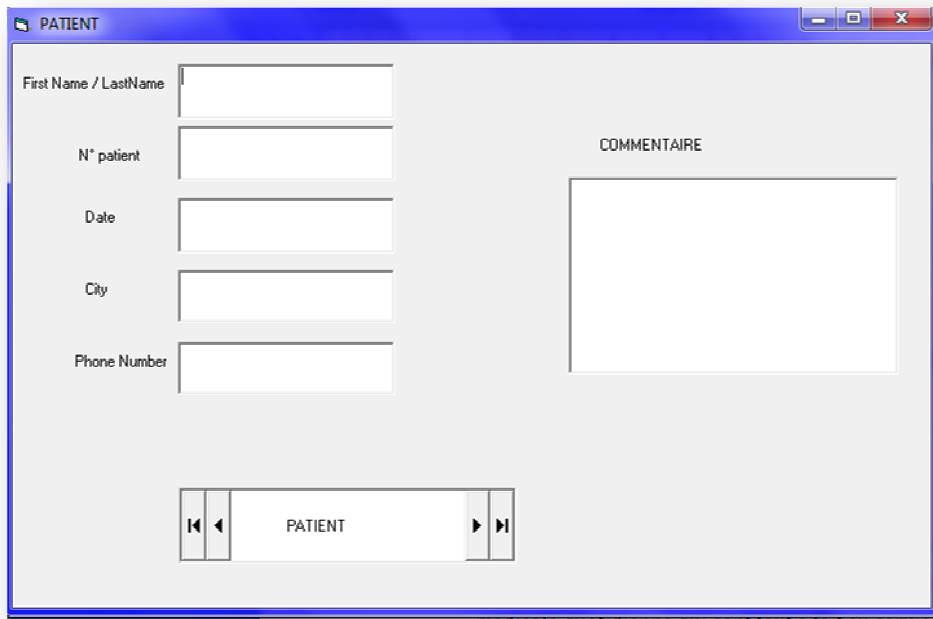 PATIENT
First Name / LastName
N° patient
Date
City
Phone Number
COMMENTAIRE
PATIENT